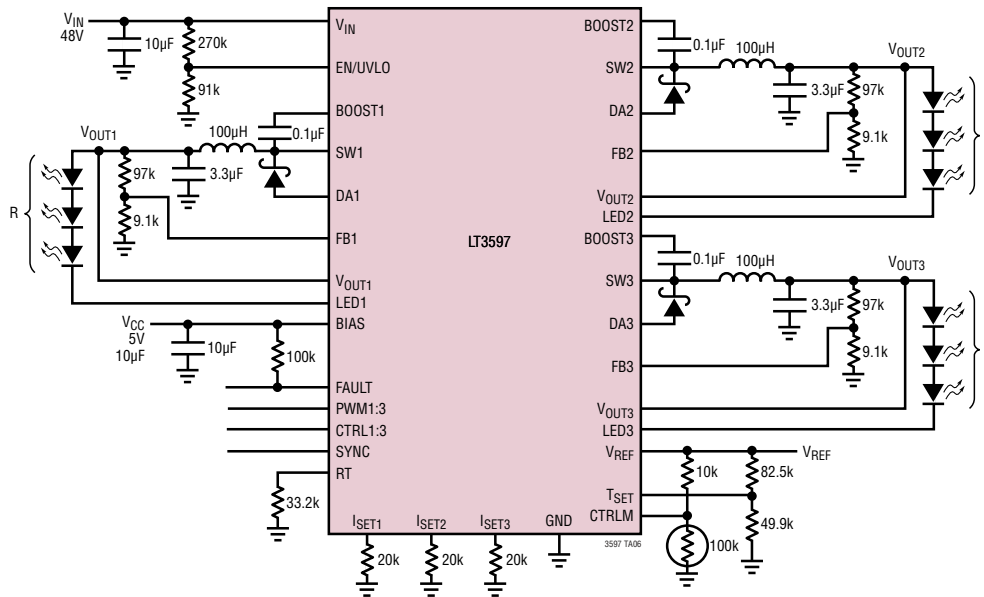 VIN
48V
10µF
270k
EN/UVLO
91k
VIN
BOOST1
VOUT1
100µH
0.1µF
SW1
97k
3.3µF
DA1
R
9.1k
FB1
VOUT1
LED1
VCC
5V
10µF
10µF
BIAS
100k
FAULT
PWM1:3
CTRL1:3
SYNC
RT
33.2k
ISET1
ISET2
ISET3
GND
20k
20k
20k
LT3597
BOOST2
0.1µF
100µH
VOUT2
SW2
3.3µF
97k
DA2
9.1k
FB2
VOUT2
LED2
BOOST3
0.1µF
100µH
VOUT3
SW3
3.3µF
97k
DA3
9.1k
FB3
VOUT3
LED3
VREF
VREF
10k
82.5k
TSET
CTRLM
49.9k
100k
3597 TA06